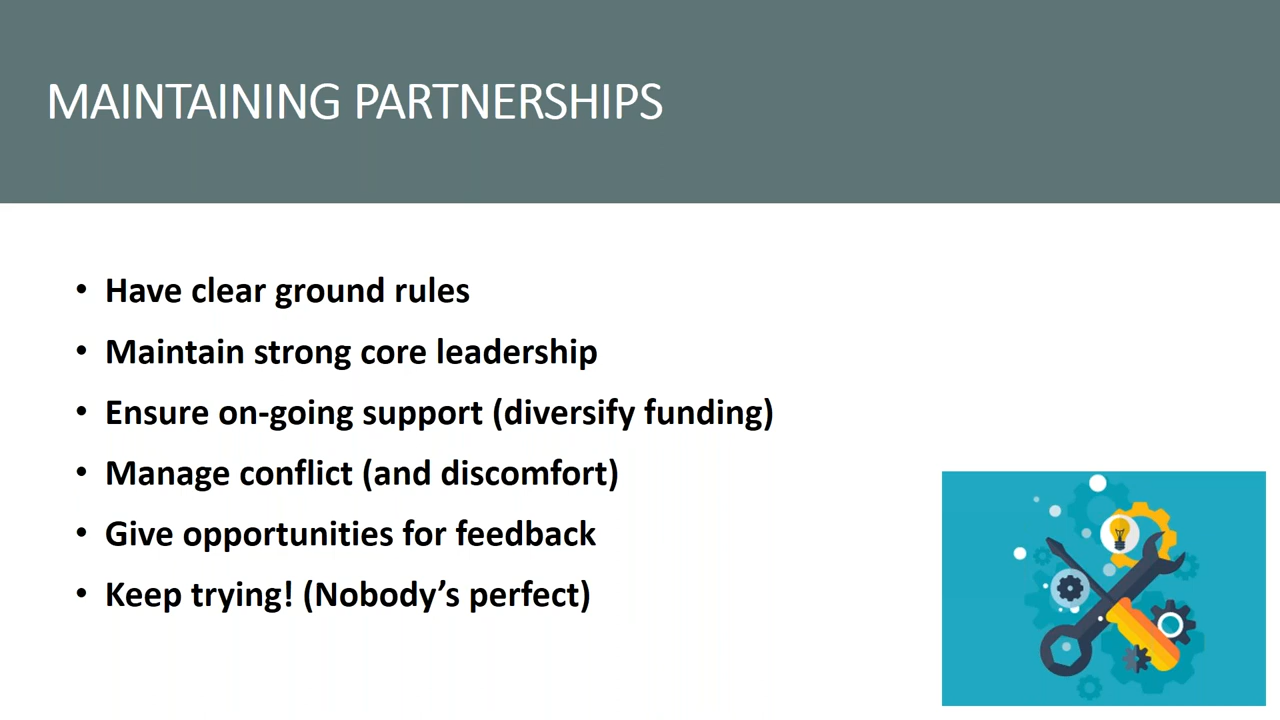 MAINTAINING PARTNERSHIPS
• Have clear ground rules
• Maintain strong core leadership
• Ensure on-going support (diversify funding)
• Manage conflict (and discomfort)
• Give opportunities for feedback
• Keep trying! (Nobody’s perfect)